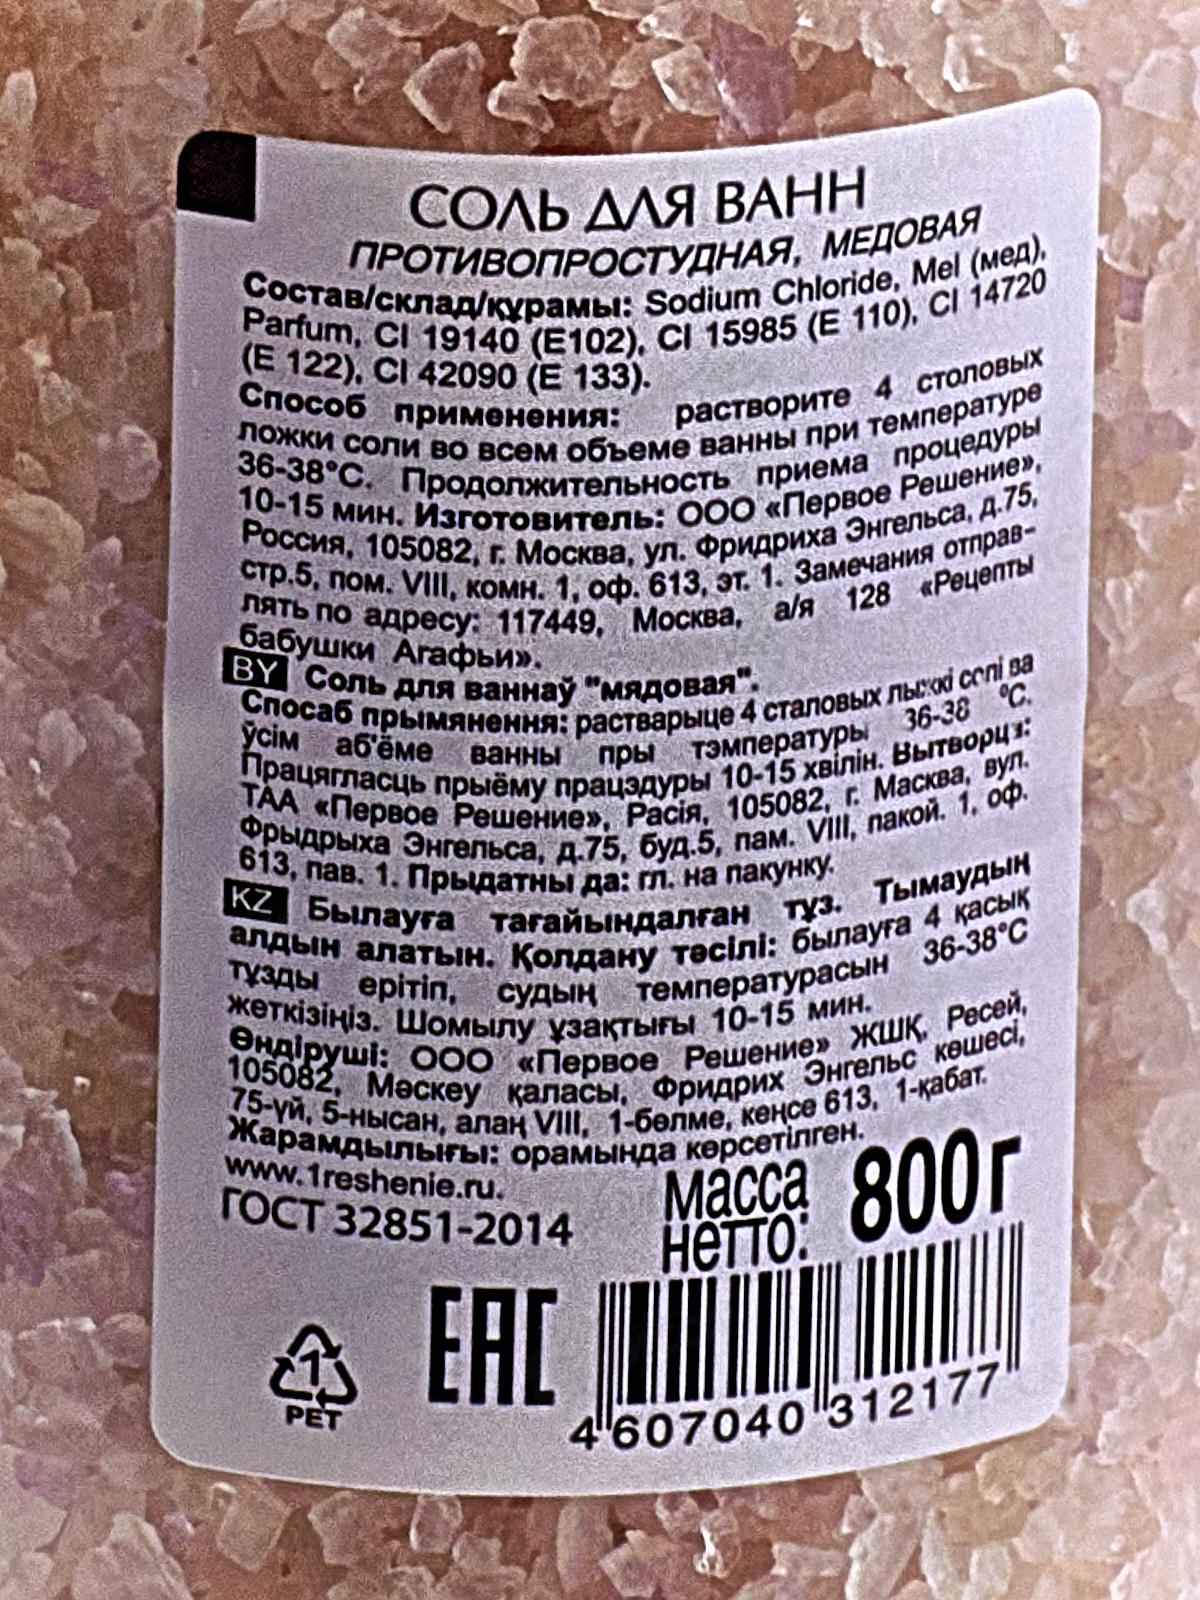 СОЛЬ ДЛЯ ВАНН
ПРОТИВОПРОСТУДНАЯ, МЕДОВАЯ
Состав/склад/құрамы: Sodium Chloride, Mel (мед),
Parfum, CI 19140 (E102), CI 15985 (E 110), CI 14720
(E 122), CI 42090 (E 133).
Способ применения: растворите 4 столовых
ложки соли во всем объеме ванны при температуре
36-38°С. Продолжительность приема процедуры
10-15 мин. Изготовитель: ООО «Первое Решение»,
Россия, 105082, г. Москва, ул. Фридриха Энгельса, д.75,
стр.5, пом. VIII, комн. 1, оф. 613, эт. 1. Замечания отправ-
лять по адресу: 117449, Москва, а/я 128 «Рецепты
бабушки Агафьи».
BY Соль для ваннаў "мядовая".
Спосаб прымянення: растварыце 4 сталовых лыжкі солі ва
ўсім аб'ёме ванны пры тэмпературы 36-38 °С.
Працягласць прыёму працэдуры 10-15 хвілін. Вытворца:
ТАА «Первое Решение», Расія, 105082, г. Масква, вул.
Фрыдрыха Энгельса, д.75, буд.5, пам. VIII, пакой. 1, оф.
613, пав. 1. Прыдатны да: гл. на пакунку.
KZ Былауға тағайындалған тұз. Тымаудың
алдын алатын. Қолдану тәсілі: былауға 4 қасық
тұзды ерітіп, судың температурасын 36-38°С
жеткізіңіз. Шомылу ұзақтығы 10-15 мин.
Өндіруші: ООО «Первое Решение» ЖШҚ, Ресей,
105082, Мәскеу қаласы, Фридрих Энгельс көшесі,
75-үй, 5-нысан, алаң VIII, 1-бөлме, кеңсе 613, 1-қабат.
Жарамдылығы: орамында көрсетілген.
www.1reshenie.ru.
ГОСТ 32851-2014
Масса
нетто: 800г
EAC
1
PET
4 607040 312177